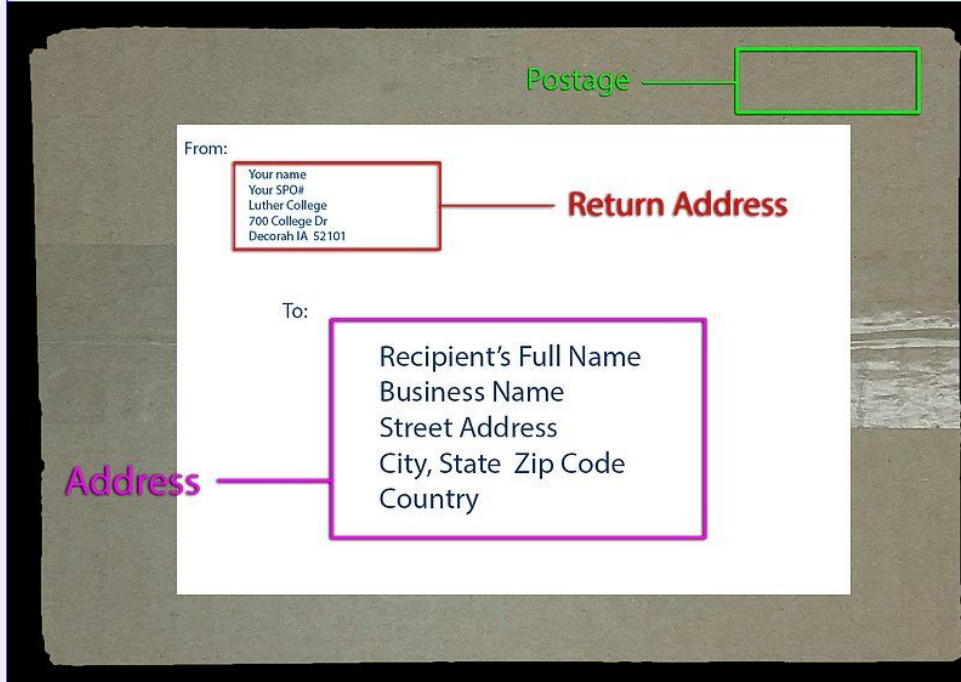 Postage
From:
Your name
Your SPO#
Luther College
700 College Dr
Decorah IA  52101
Return Address
To:
Recipient's Full Name
Business Name
Street Address
City, State  Zip Code
Country
Address